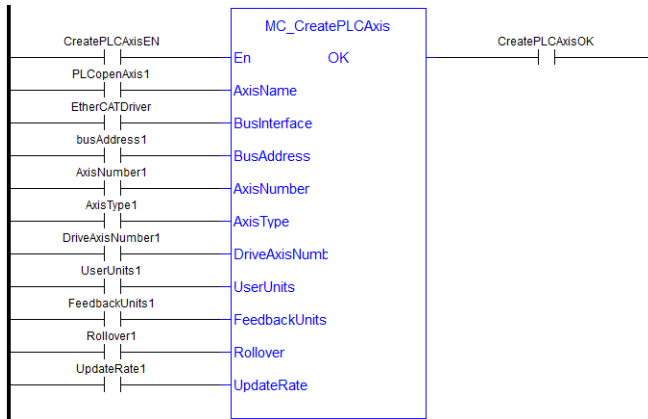 MC_CreatePLCAxis
CreatePLCAxisEN
En
OK
CreatePLCAxisOK
PLCopenAxis1
AxisName
EtherCATDriver
BusInterface
busAddress1
BusAddress
AxisNumber1
AxisNumber
AxisType1
AxisType
DriveAxisNumber1
DriveAxisNumb
UserUnits1
UserUnits
FeedbackUnits1
FeedbackUnits
Rollover1
Rollover
UpdateRate1
UpdateRate